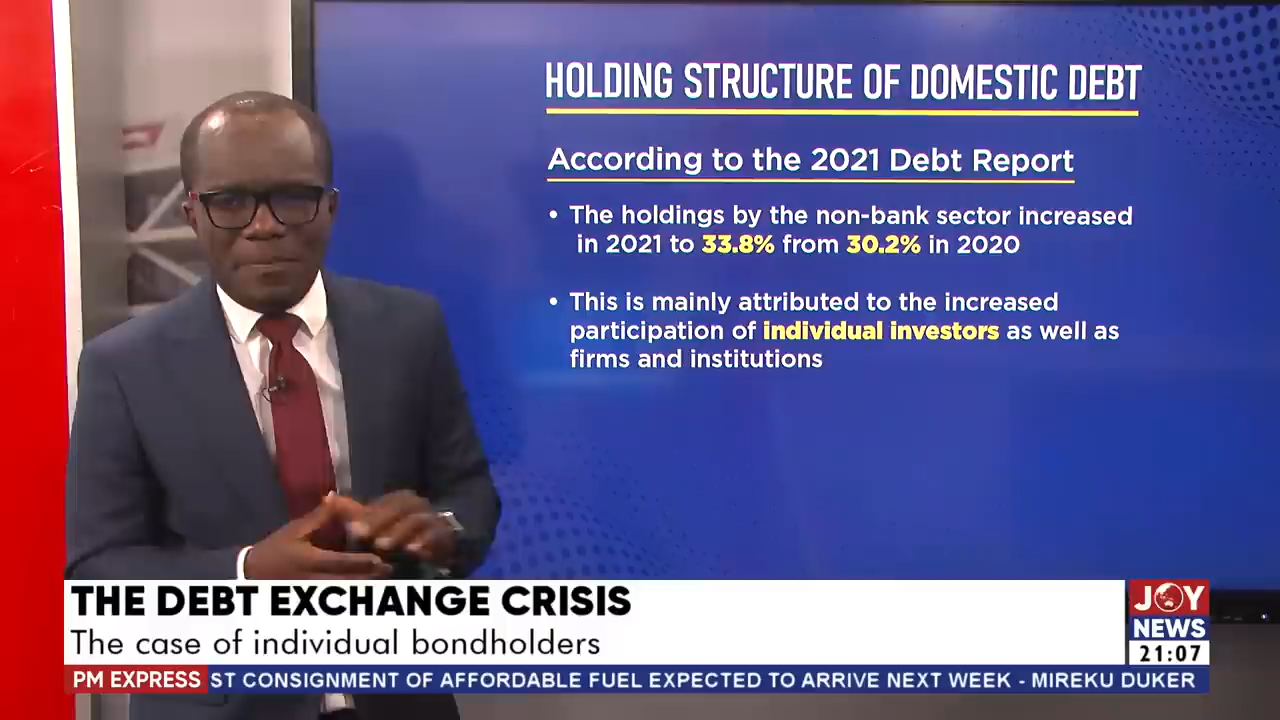 HOLDING STRUCTURE OF DOMESTIC DEBT
According to the 2021 Debt Report
• The holdings by the non-bank sector increased
in 2021 to 33.8% from 30.2% in 2020
• This is mainly attributed to the increased
participation of individual investors as well as
firms and institutions
THE DEBT EXCHANGE CRISIS
The case of individual bondholders
JOY
NEWS
21:07
PM EXPRESS ST CONSIGNMENT OF AFFORDABLE FUEL EXPECTED TO ARRIVE NEXT WEEK - MIREKU DUKER